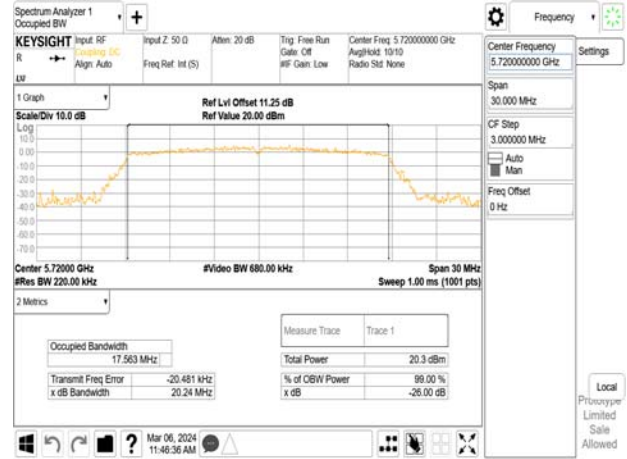 Spectrum Analyzer 1
Occupied BW
+
Frequency
KEYSIGHT
R
Input: RF
Coupling: DC
Align: Auto
Input Z: 50 Ω
Freq Ref: Int (S)
Atten: 20 dB
Trig: Free Run
Gate: Off
#IF Gain: Low
Center Freq: 5.720000000 GHz
Avg|Hold: 10/10
Radio Std: None
Center Frequency
5.720000000 GHz
Settings
Span
30.000 MHz
CF Step
3.000000 MHz
Auto
Man
Freq Offset
0 Hz
1 Graph
Scale/Div 10.0 dB
Ref Lvl Offset 11.25 dB
Ref Value 20.00 dBm
Log
10.0
0.00
-10.0
-20.0
-30.0
-40.0
-50.0
-60.0
-70.0
Center 5.72000 GHz
#Res BW 220.00 kHz
#Video BW 680.00 kHz
Span 30 MHz
Sweep 1.00 ms (1001 pts)
2 Metrics
Measure Trace Trace 1
Occupied Bandwidth
17.563 MHz
Total Power 20.3 dBm
Transmit Freq Error -20.481 kHz
% of OBW Power 99.00 %
x dB Bandwidth 20.24 MHz
x dB -26.00 dB
Local
Prototype
Limited
Sale
Allowed
?
Mar 06, 2024
11:46:36 AM